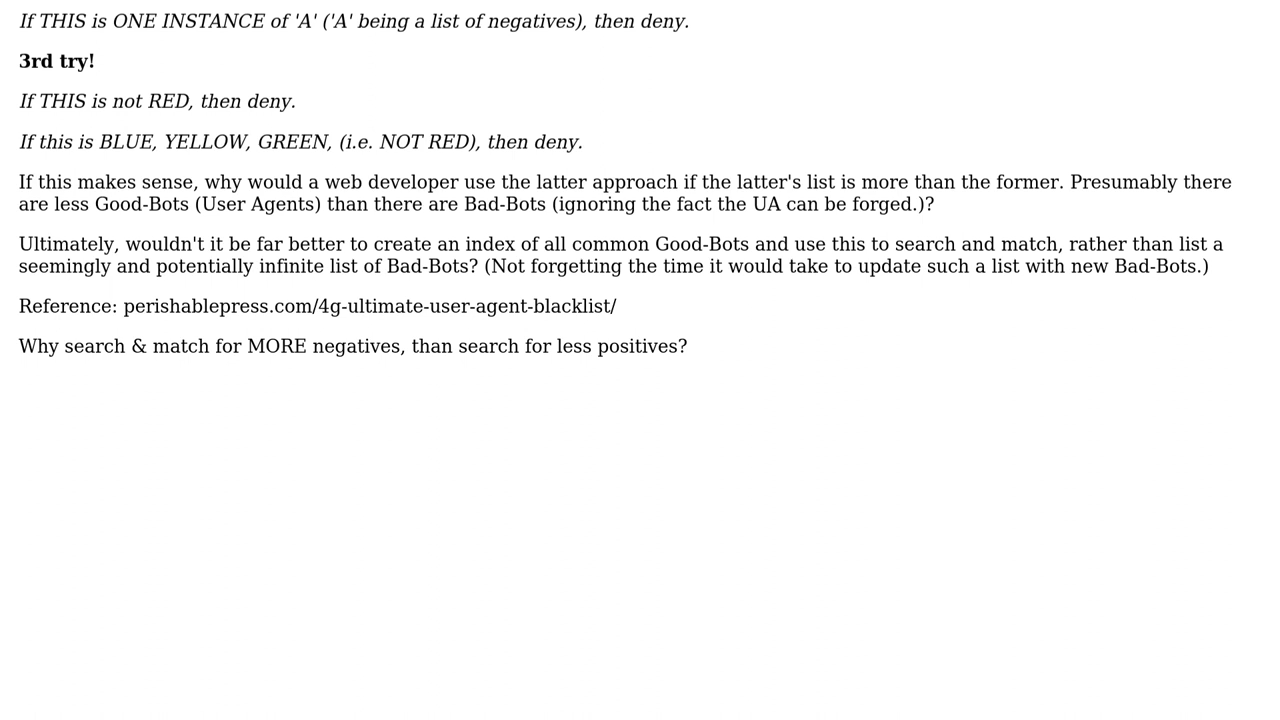 If THIS is ONE INSTANCE of 'A' ('A' being a list of negatives), then deny.
3rd try!
If THIS is not RED, then deny.
If this is BLUE, YELLOW, GREEN, (i.e. NOT RED), then deny.
If this makes sense, why would a web developer use the latter approach if the latter's list is more than the former. Presumably there
are less Good-Bots (User Agents) than there are Bad-Bots (ignoring the fact the UA can be forged.)?
Ultimately, wouldn't it be far better to create an index of all common Good-Bots and use this to search and match, rather than list a
seemingly and potentially infinite list of Bad-Bots? (Not forgetting the time it would take to update such a list with new Bad-Bots.)
Reference: perishablepress.com/4g-ultimate-user-agent-blacklist/
Why search & match for MORE negatives, than search for less positives?